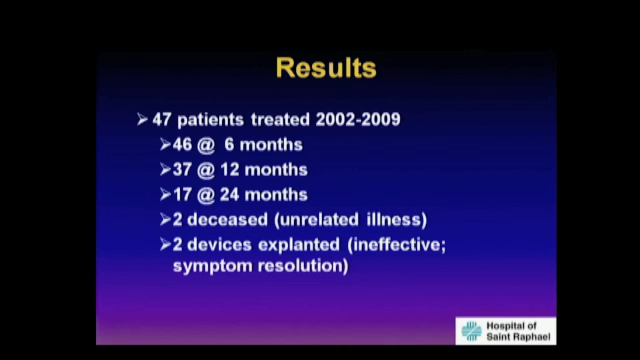 Results
47 patients treated 2002-2009
46 @ 6 months
37 @ 12 months
17 @ 24 months
2 deceased (unrelated illness)
2 devices explanted (ineffective;
symptom resolution)
Hospital of
Saint Raphael